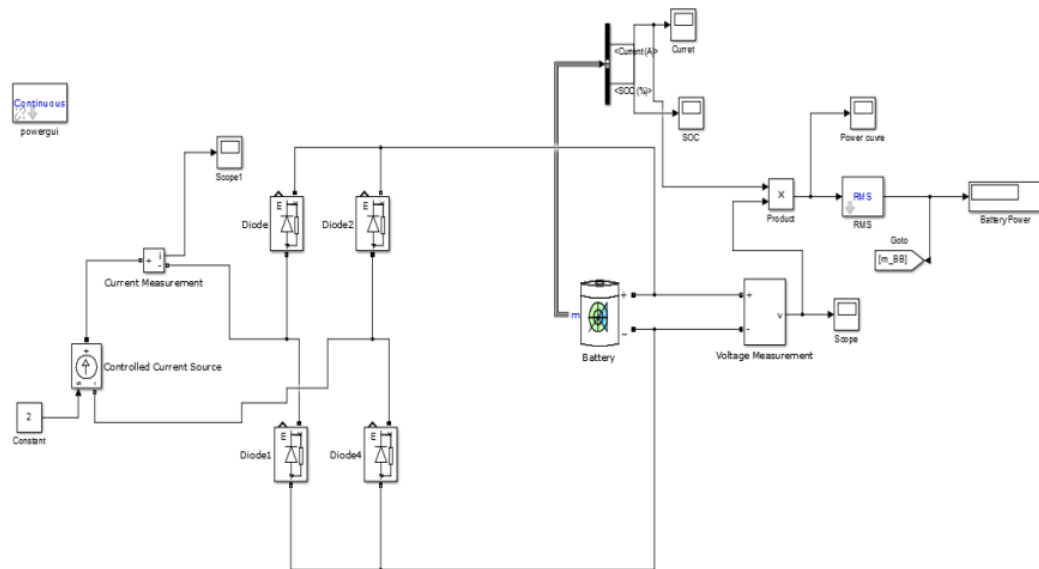 Continuous
powergui
Scope1
<Current (A)>
Curret
<SOC (%)>
SOC
Power cuvre
E
Diode
E
Diode2
X
Product
RMS
RMS
Battery Power
Goto
[m_BB]
+
i
-
Current Measurement
+
m
-
Battery
+
-
v
Voltage Measurement
Scope
+
s
-
Controlled Current Source
2
Constant
E
Diode1
E
Diode4